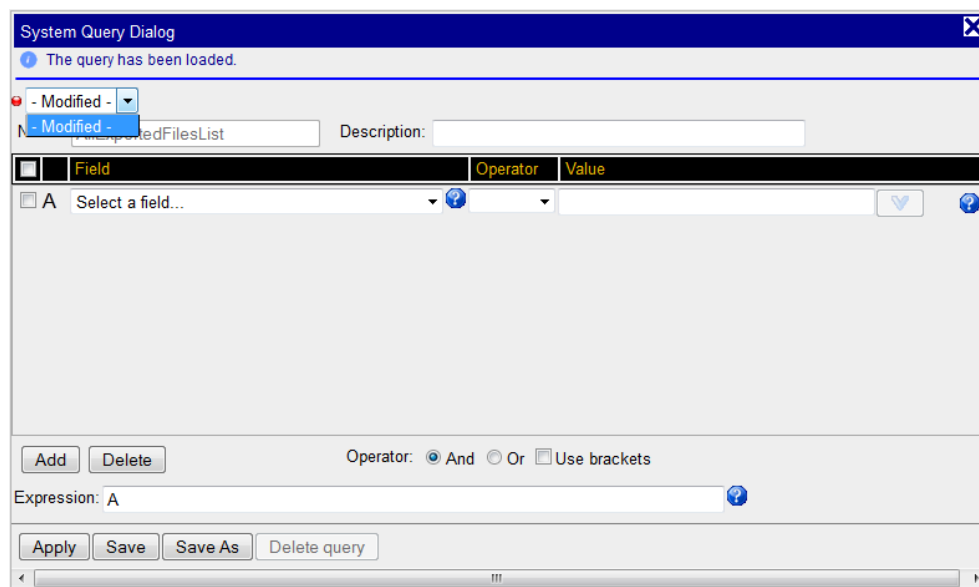 System Query Dialog
The query has been loaded.
- Modified -
- Modified -
Description:
Field Operator Value
A Select a field...
Add Delete Operator: And Or Use brackets
Expression: A
Apply Save Save As Delete query